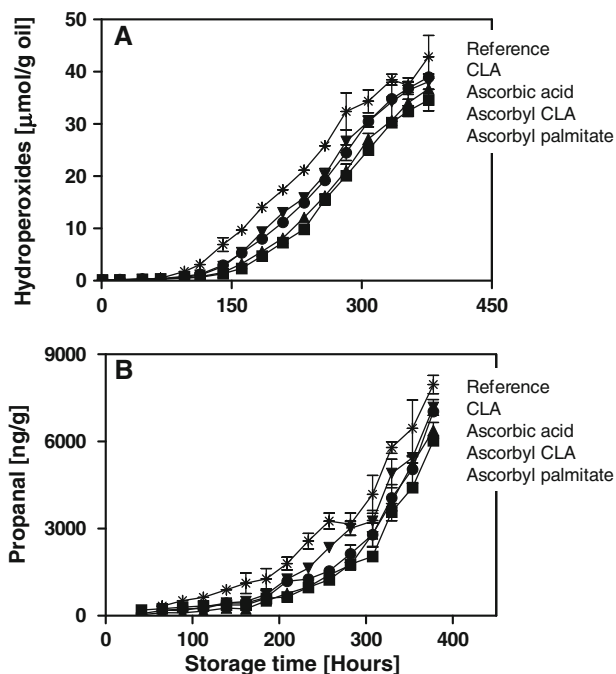 A
Hydroperoxides [µmol/g oil]
50
40
30
20
10
0
0 150 300 450
Reference
CLA
Ascorbic acid
Ascorbyl CLA
Ascorbyl palmitate
B
Propanal [ng/g]
9000
6000
3000
0
0 100 200 300 400
Storage time [Hours]
Reference
CLA
Ascorbic acid
Ascorbyl CLA
Ascorbyl palmitate